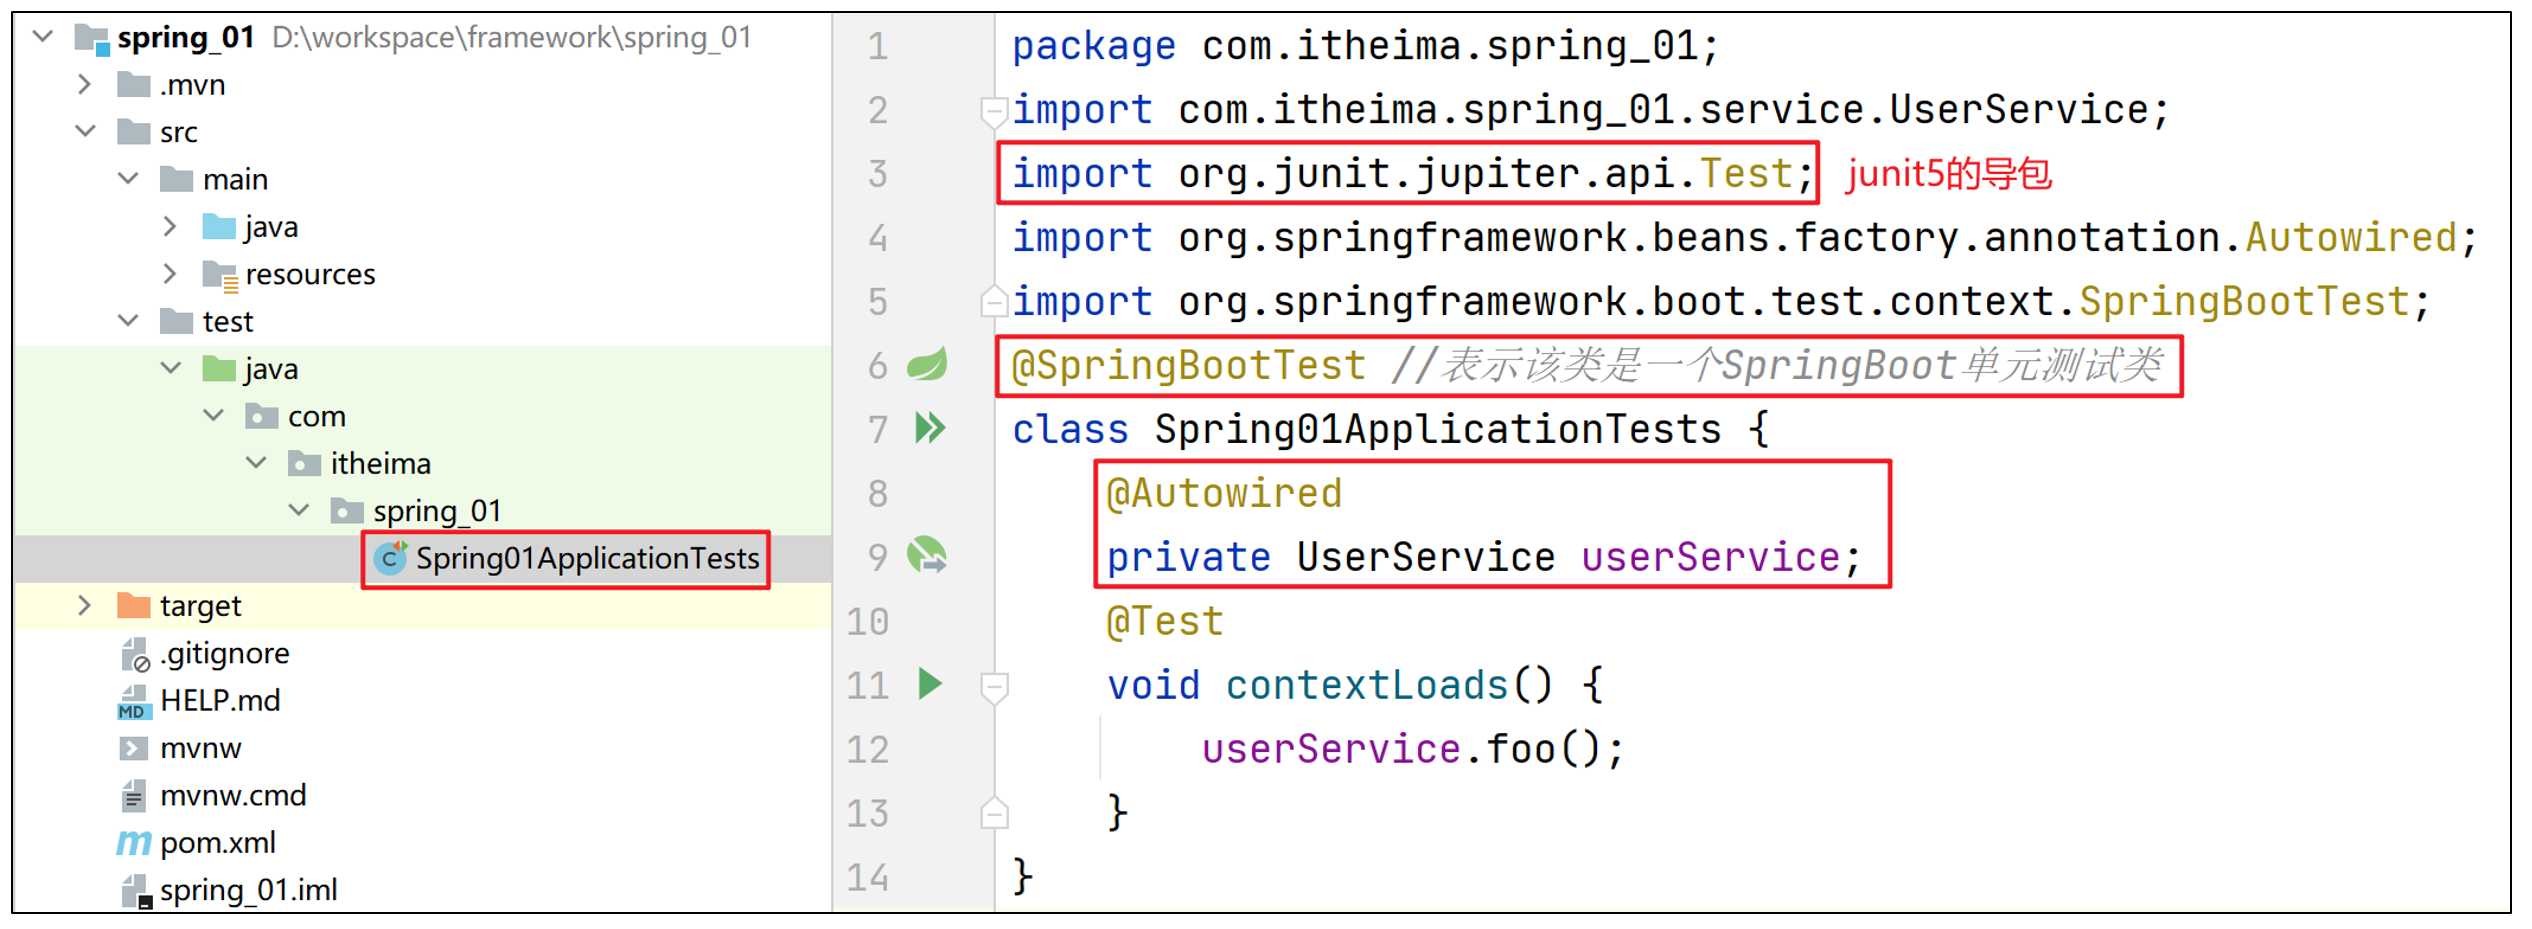 spring_01 D:\workspace\framework\spring_01
.mvn
src
main
java
resources
test
java
com
itheima
spring_01
Spring01ApplicationTests
target
.gitignore
MD HELP.md
mvnw
mvnw.cmd
m pom.xml
spring_01.iml
1 package com.itheima.spring_01;
2 import com.itheima.spring_01.service.UserService;
3 import org.junit.jupiter.api.Test; junit5的导包
4 import org.springframework.beans.factory.annotation.Autowired;
5 import org.springframework.boot.test.context.SpringBootTest;
6 @SpringBootTest //表示该类是一个SpringBoot单元测试类
7 class Spring01ApplicationTests {
8 @Autowired
9 private UserService userService;
10 @Test
11 void contextLoads() {
12 userService.foo();
13 }
14 }